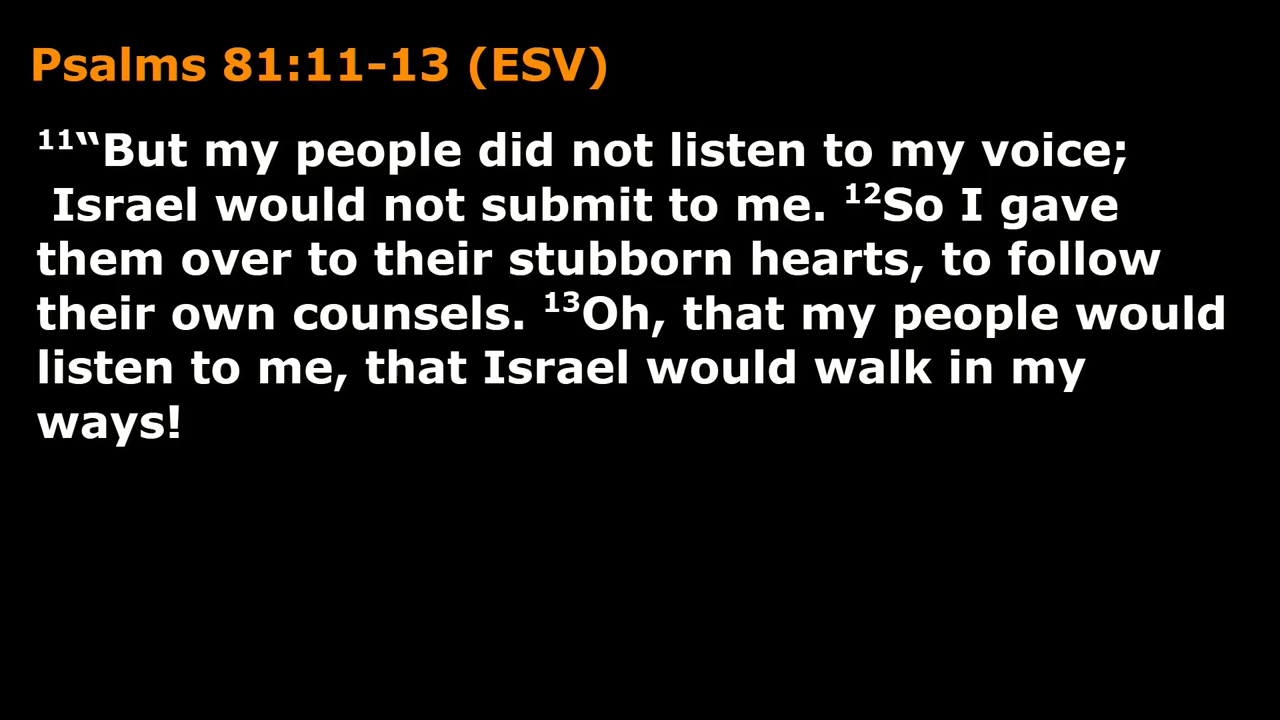 Psalms 81:11-13 (ESV)
11“But my people did not listen to my voice;
Israel would not submit to me. 12So I gave
them over to their stubborn hearts, to follow
their own counsels. 13Oh, that my people would
listen to me, that Israel would walk in my
ways!